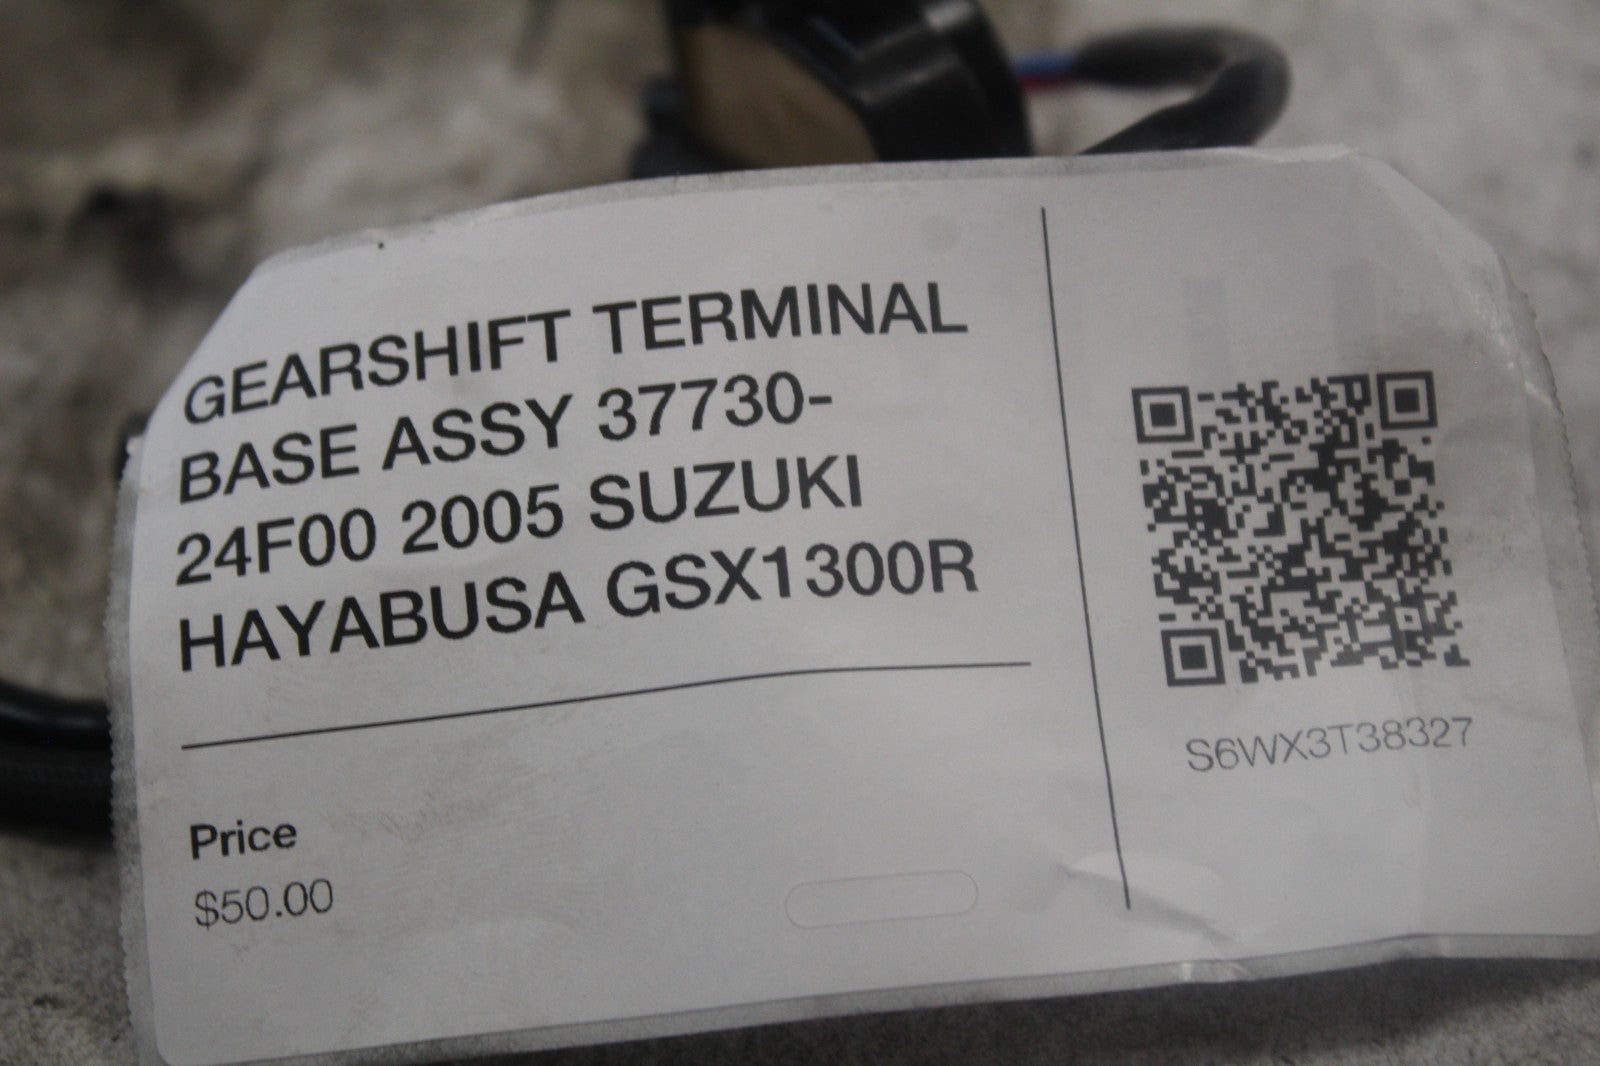 GEARSHIFT TERMINAL
BASE ASSY 37730-
24F00 2005 SUZUKI
HAYABUSA GSX1300R
Price
$50.00
S6WX3T38327